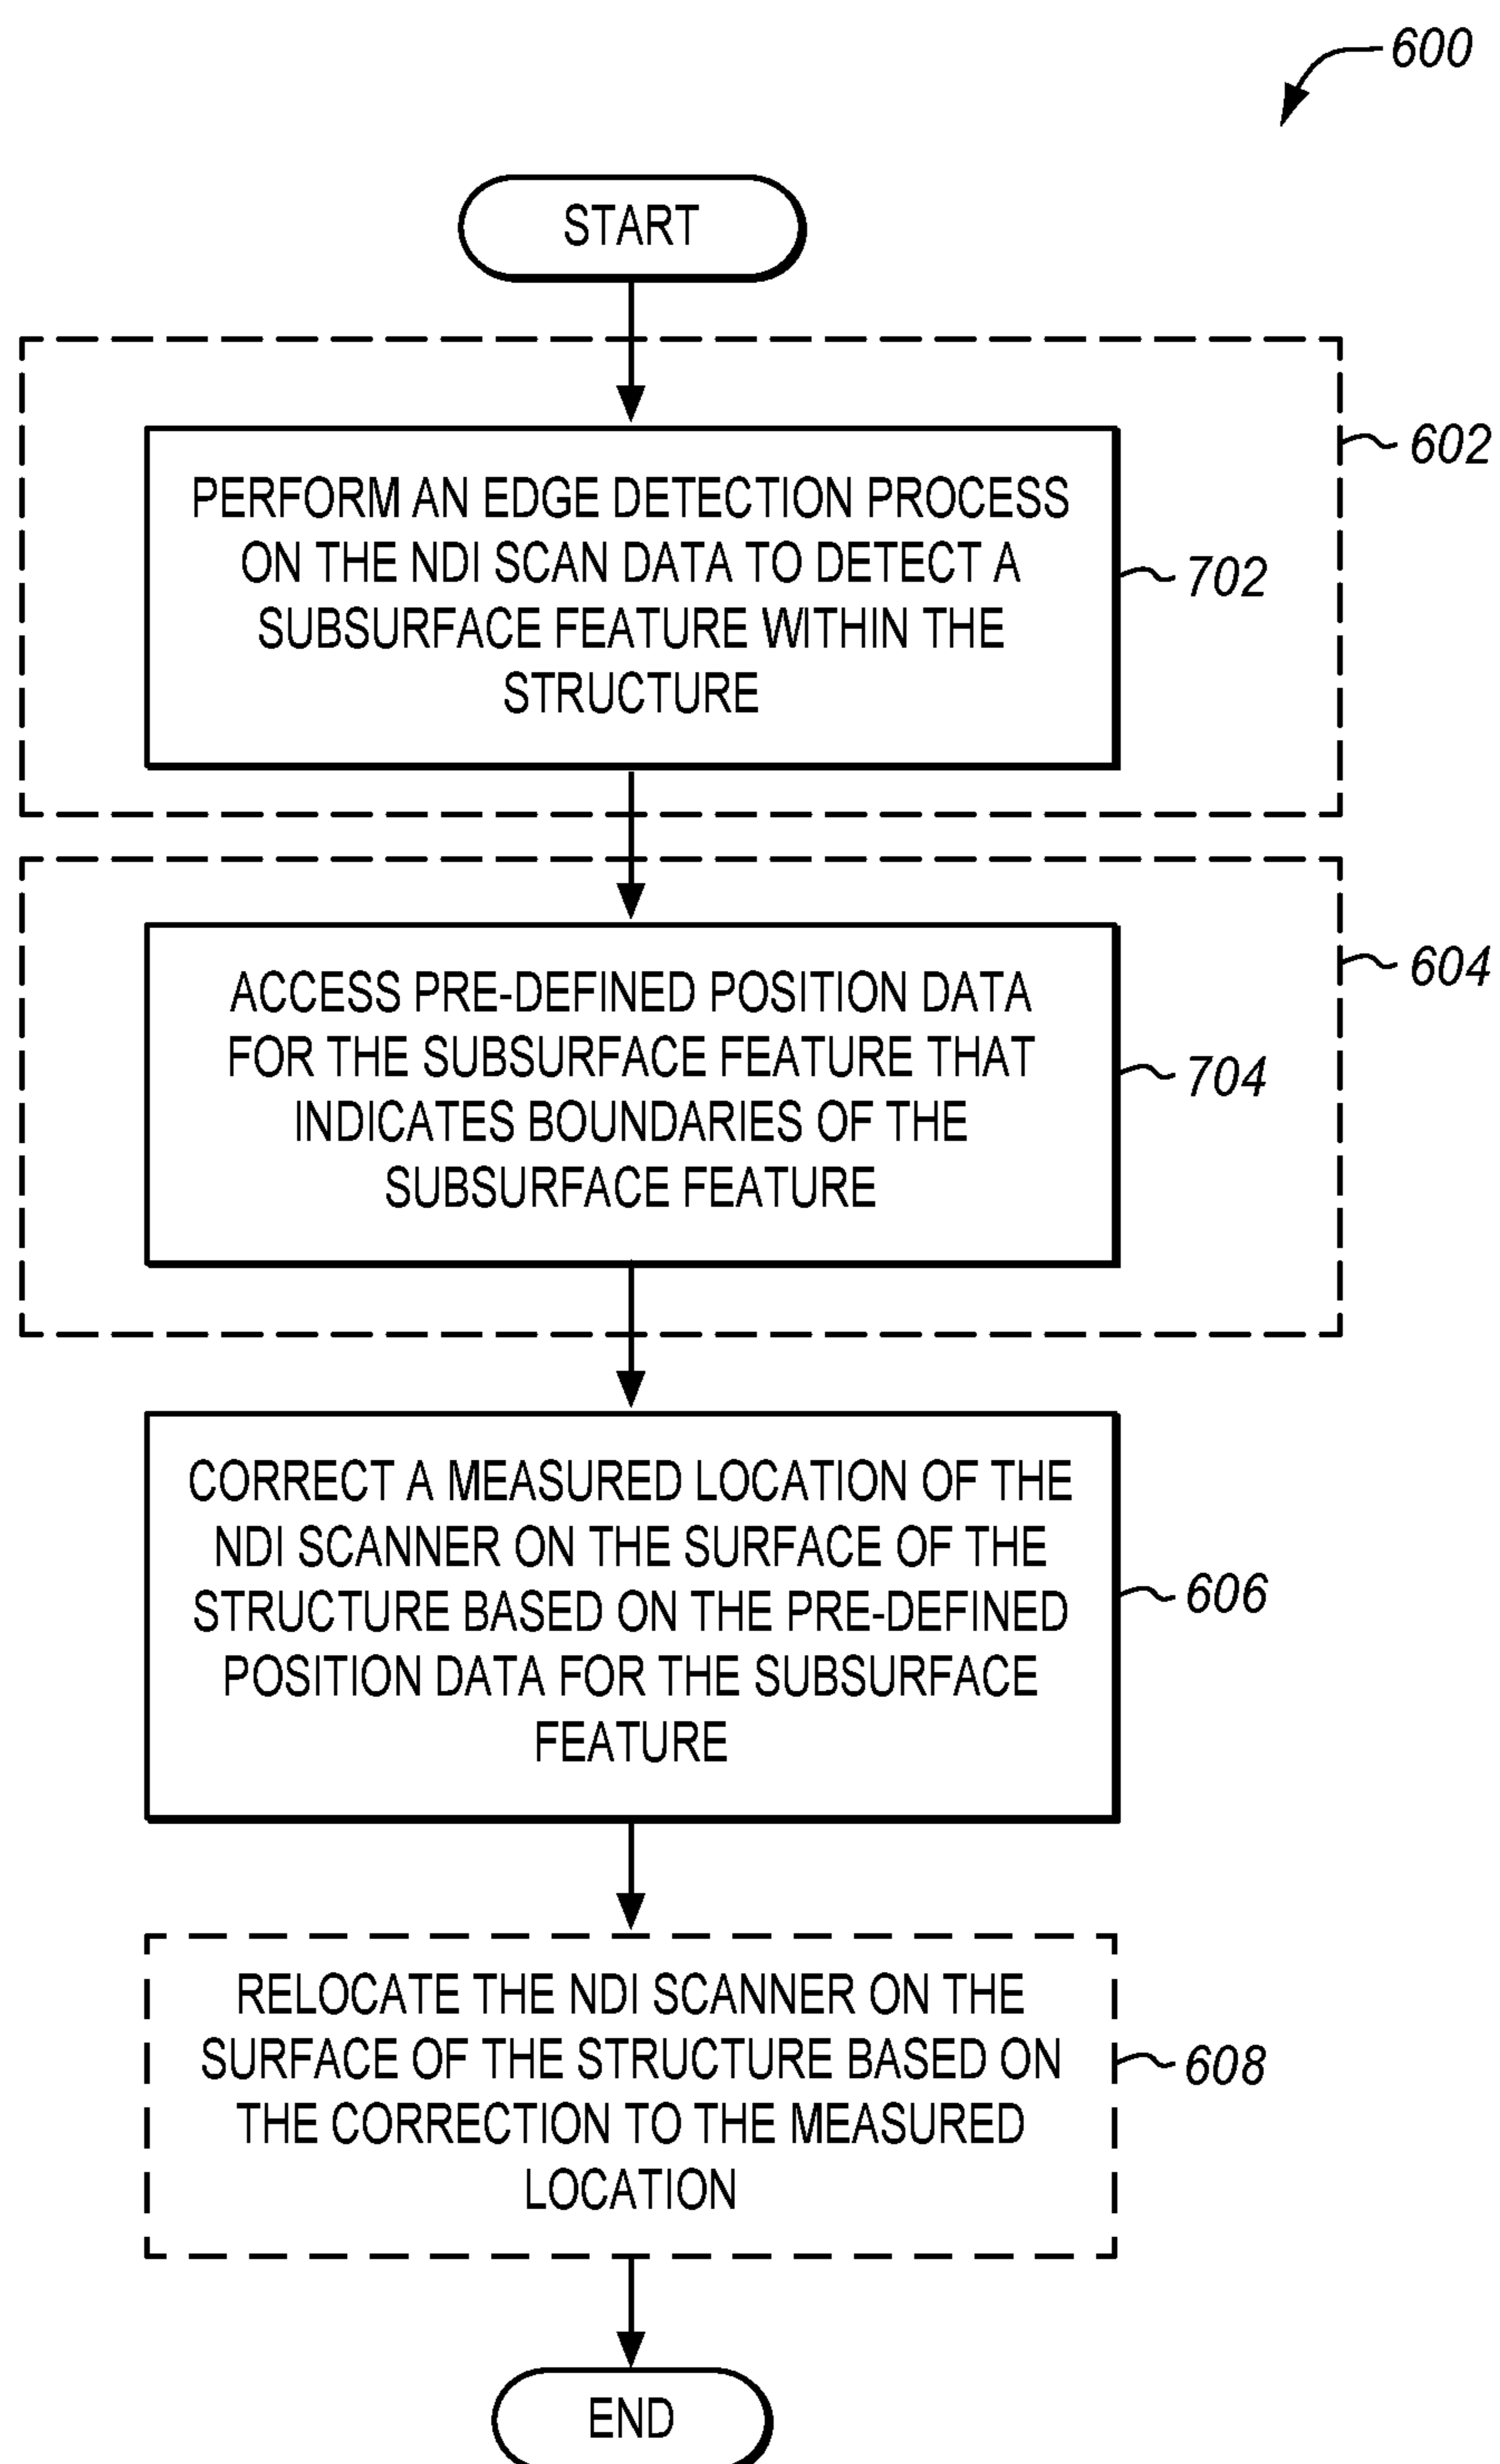 600
START
602
PERFORM AN EDGE DETECTION PROCESS
ON THE NDI SCAN DATA TO DETECT A
SUBSURFACE FEATURE WITHIN THE
STRUCTURE
702
604
ACCESS PRE-DEFINED POSITION DATA
FOR THE SUBSURFACE FEATURE THAT
INDICATES BOUNDARIES OF THE
SUBSURFACE FEATURE
704
CORRECT A MEASURED LOCATION OF THE
NDI SCANNER ON THE SURFACE OF THE
STRUCTURE BASED ON THE PRE-DEFINED
POSITION DATA FOR THE SUBSURFACE
FEATURE
606
RELOCATE THE NDI SCANNER ON THE
SURFACE OF THE STRUCTURE BASED ON
THE CORRECTION TO THE MEASURED
LOCATION
608
END